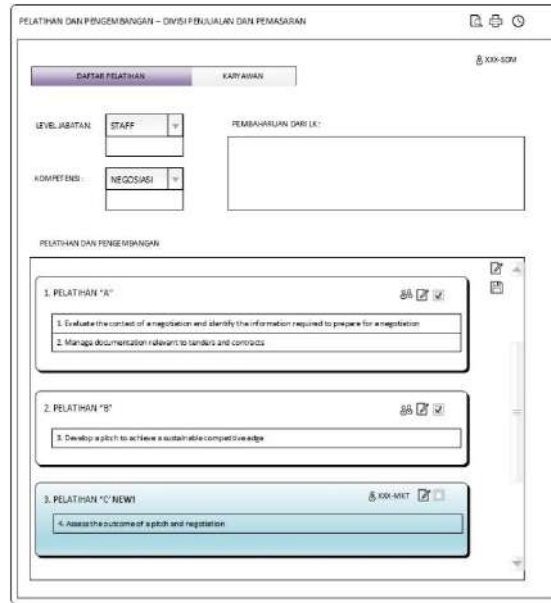 PELATIHAN DAN PENGEMBANGAN – DIVISI PENJUALAN DAN PEMASARAN
XXX-SDM
DAFTAR PELATIHAN KARYAWAN
LEVEL JABATAN: STAFF
PEMBAHARUAN DARI LK :
KOMPETENSI : NEGOSIASI
PELATIHAN DAN PENGEMBANGAN
1. PELATIHAN "A"
1. Evaluate the context of a negotiation and identify the information required to prepare for a negotiation
2. Manage documentation relevant to tenders and contracts
2. PELATIHAN "B"
3. Develop a pitch to achieve a sustainable competitive edge
3. PELATIHAN "C' NEW! XXX-MKT
4. Assess the outcome of a pitch and negotiation